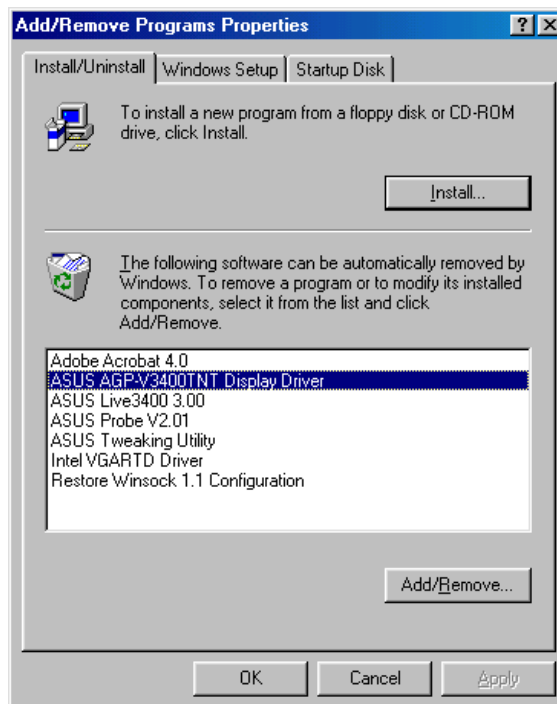 Add/Remove Programs Properties
Install/Uninstall
Windows Setup
Startup Disk
To install a new program from a floppy disk or CD-ROM
drive, click Install.
Install...
The following software can be automatically removed by
Windows. To remove a program or to modify its installed
components, select it from the list and click
Add/Remove.
Adobe Acrobat 4.0
ASUS AGP-V3400TNT Display Driver
ASUS Live3400 3.00
ASUS Probe V2.01
ASUS Tweaking Utility
Intel VGARTD Driver
Restore Winsock 1.1 Configuration
Add/Remove...
OK
Cancel
Apply